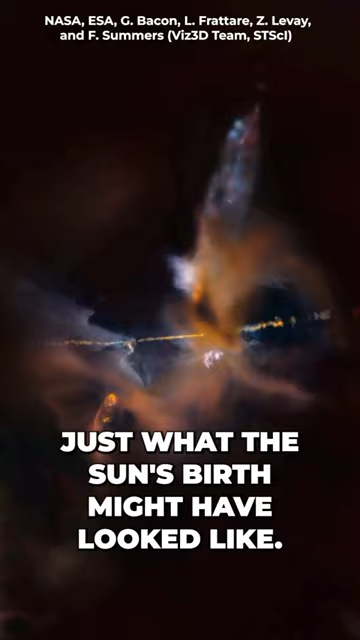 NASA, ESA, G. Bacon, L. Frattare, Z. Levay,
and F. Summers (Viz3D Team, STScI)
JUST WHAT THE
SUN'S BIRTH
MIGHT HAVE
LOOKED LIKE.